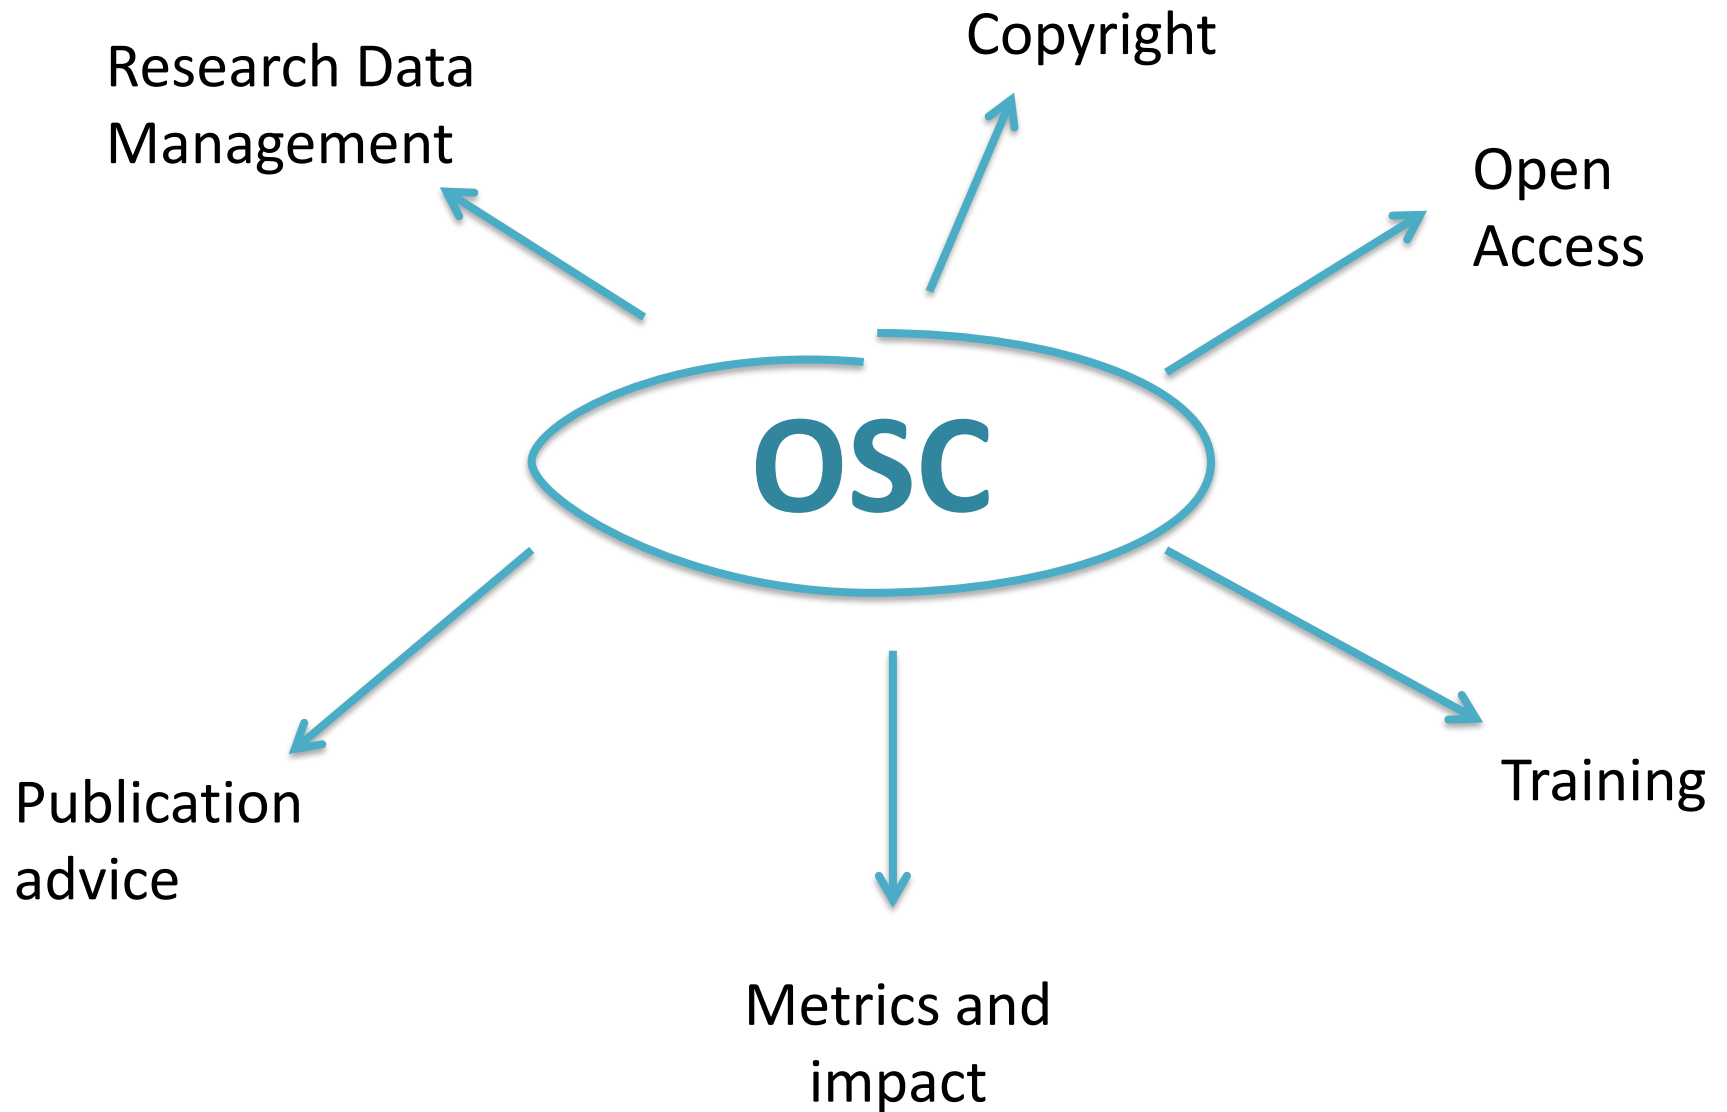 Copyright
Research Data
Management
Open
Access
OSC
Publication
advice
Training
Metrics and
impact